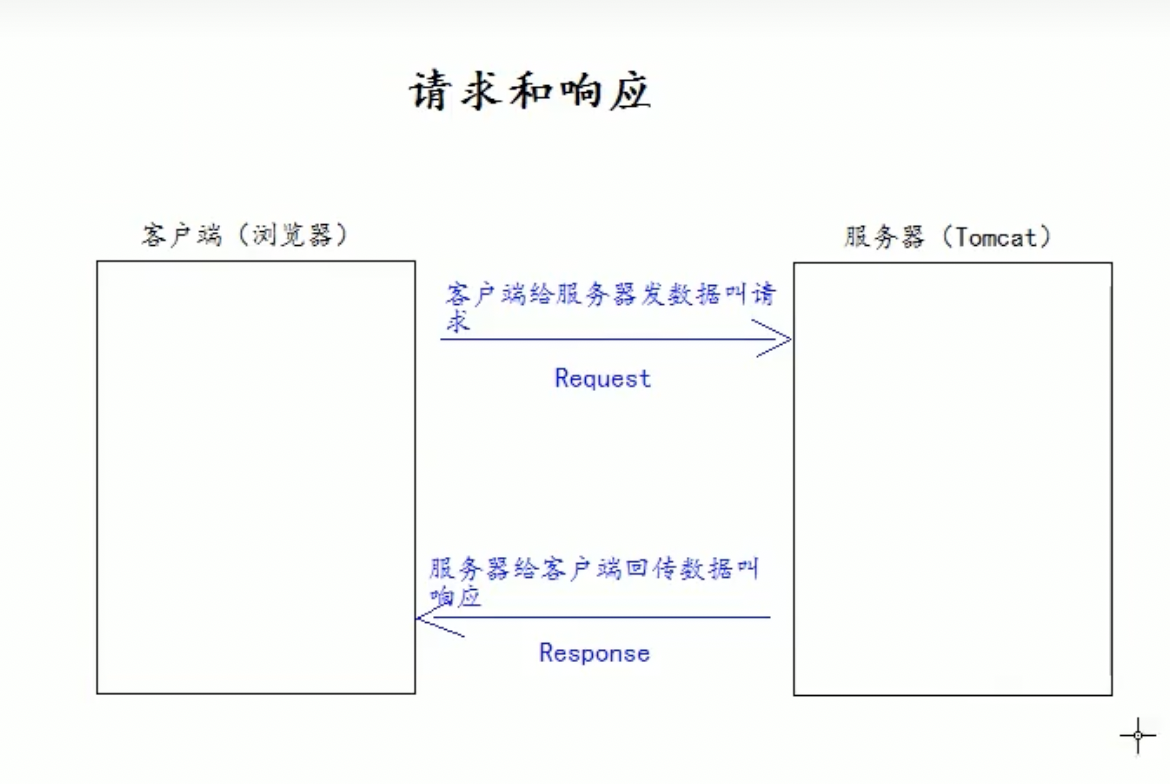 请求和响应
客户端（浏览器）
服务器（Tomcat）
客户端给服务器发数据叫请
求
Request
服务器给客户端回传数据叫
响应
Response